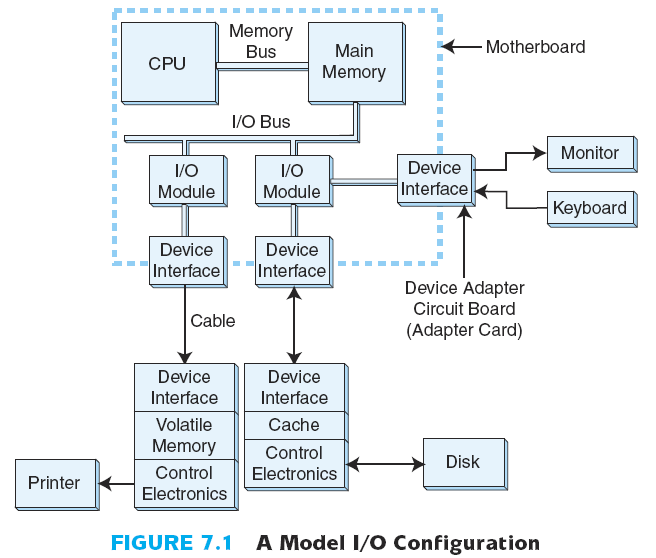 CPU
Memory
Bus
Main
Memory
Motherboard
I/O Bus
I/O
Module
I/O
Module
Device
Interface
Monitor
Keyboard
Device
Interface
Device
Interface
Device Adapter
Circuit Board
(Adapter Card)
Cable
Device
Interface
Volatile
Memory
Control
Electronics
Device
Interface
Cache
Control
Electronics
Printer
Disk
FIGURE 7.1 A Model I/O Configuration